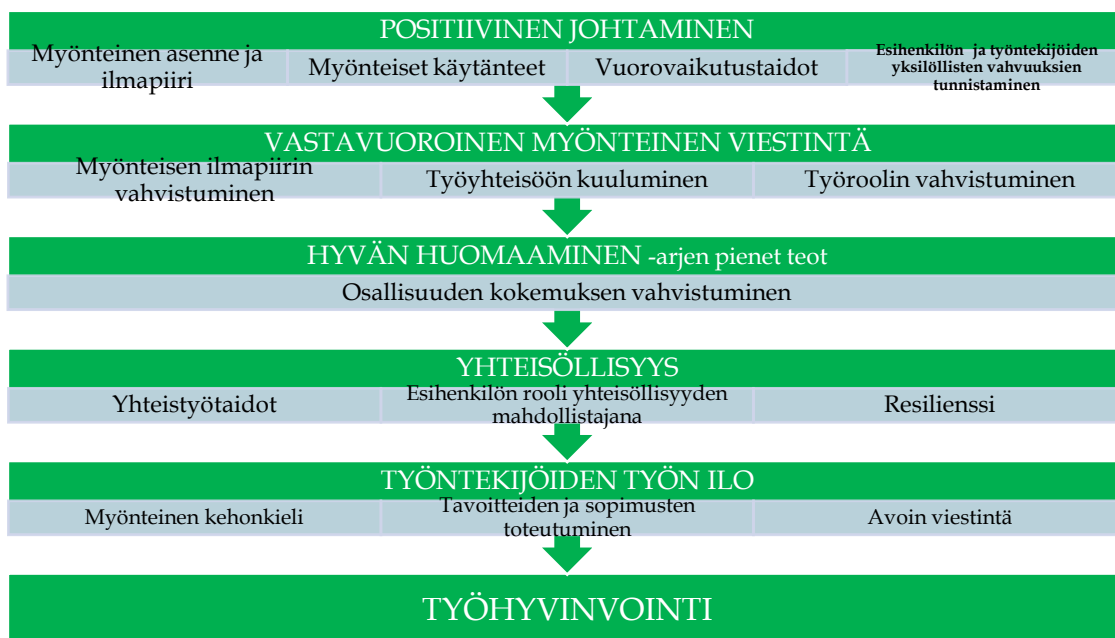 POSITIIVINEN JOHTAMINEN
Myönteinen asenne ja
ilmapiiri
Myönteiset käytänteet
Vuorovaikutustaidot
Esihenkilön ja työntekijöiden
yksilöllisten vahvuuksien
tunnistaminen
VASTAVUOROINEN MYÖNTEINEN VIESTINTÄ
Myönteisen ilmapiirin
vahvistuminen
Työyhteisöön kuuluminen
Työroolin vahvistuminen
HYVÄN HUOMAAMINEN -arjen pienet teot
Osallisuuden kokemuksen vahvistuminen
YHTEISÖLLISYYS
Yhteistyötaidot
Esihenkilön rooli yhteisöllisyyden
mahdollistajana
Resilienssi
TYÖNTEKIJÖIDEN TYÖN ILO
Myönteinen kehonkieli
Tavoitteiden ja sopimusten
toteutuminen
Avoin viestintä
TYÖHYVINVOINTI